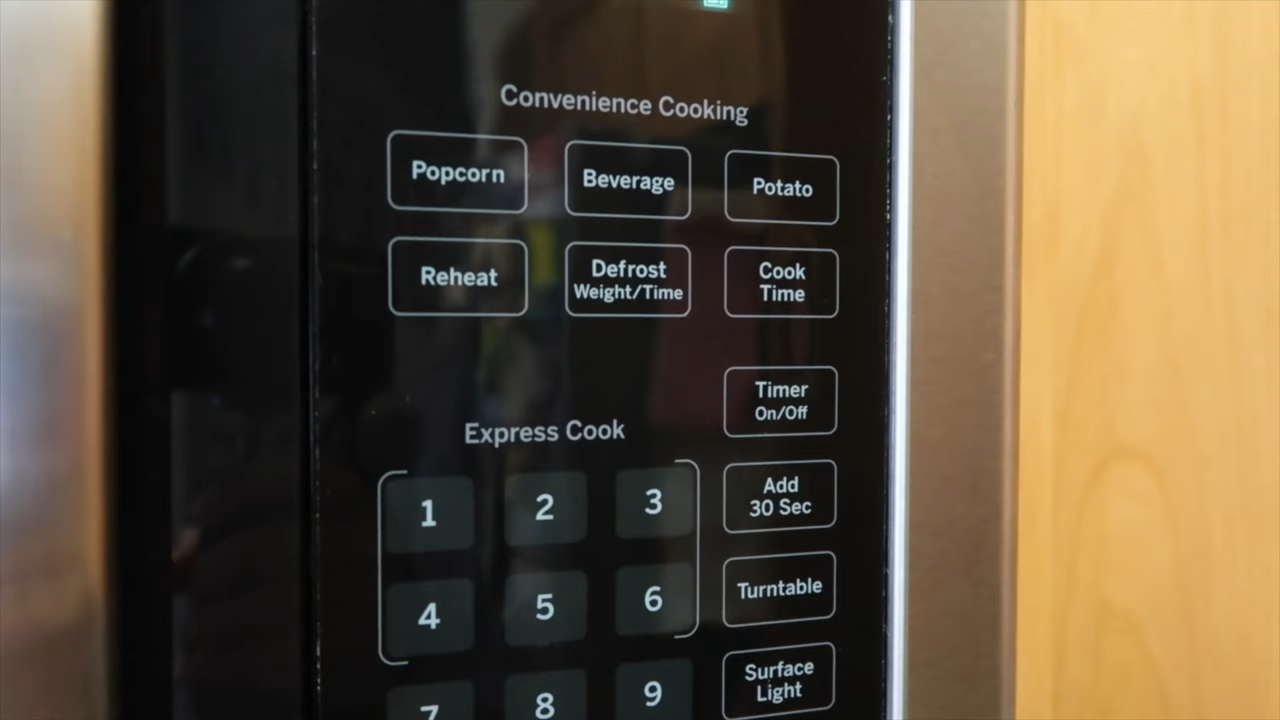 Convenience Cooking
Popcorn
Beverage
Potato
Reheat
Defrost
Weight/Time
Cook
Time
Timer
On/Off
Express Cook
1 2 3
Add
30 Sec
4 5 6
Turntable
7 8 9
Surface
Light